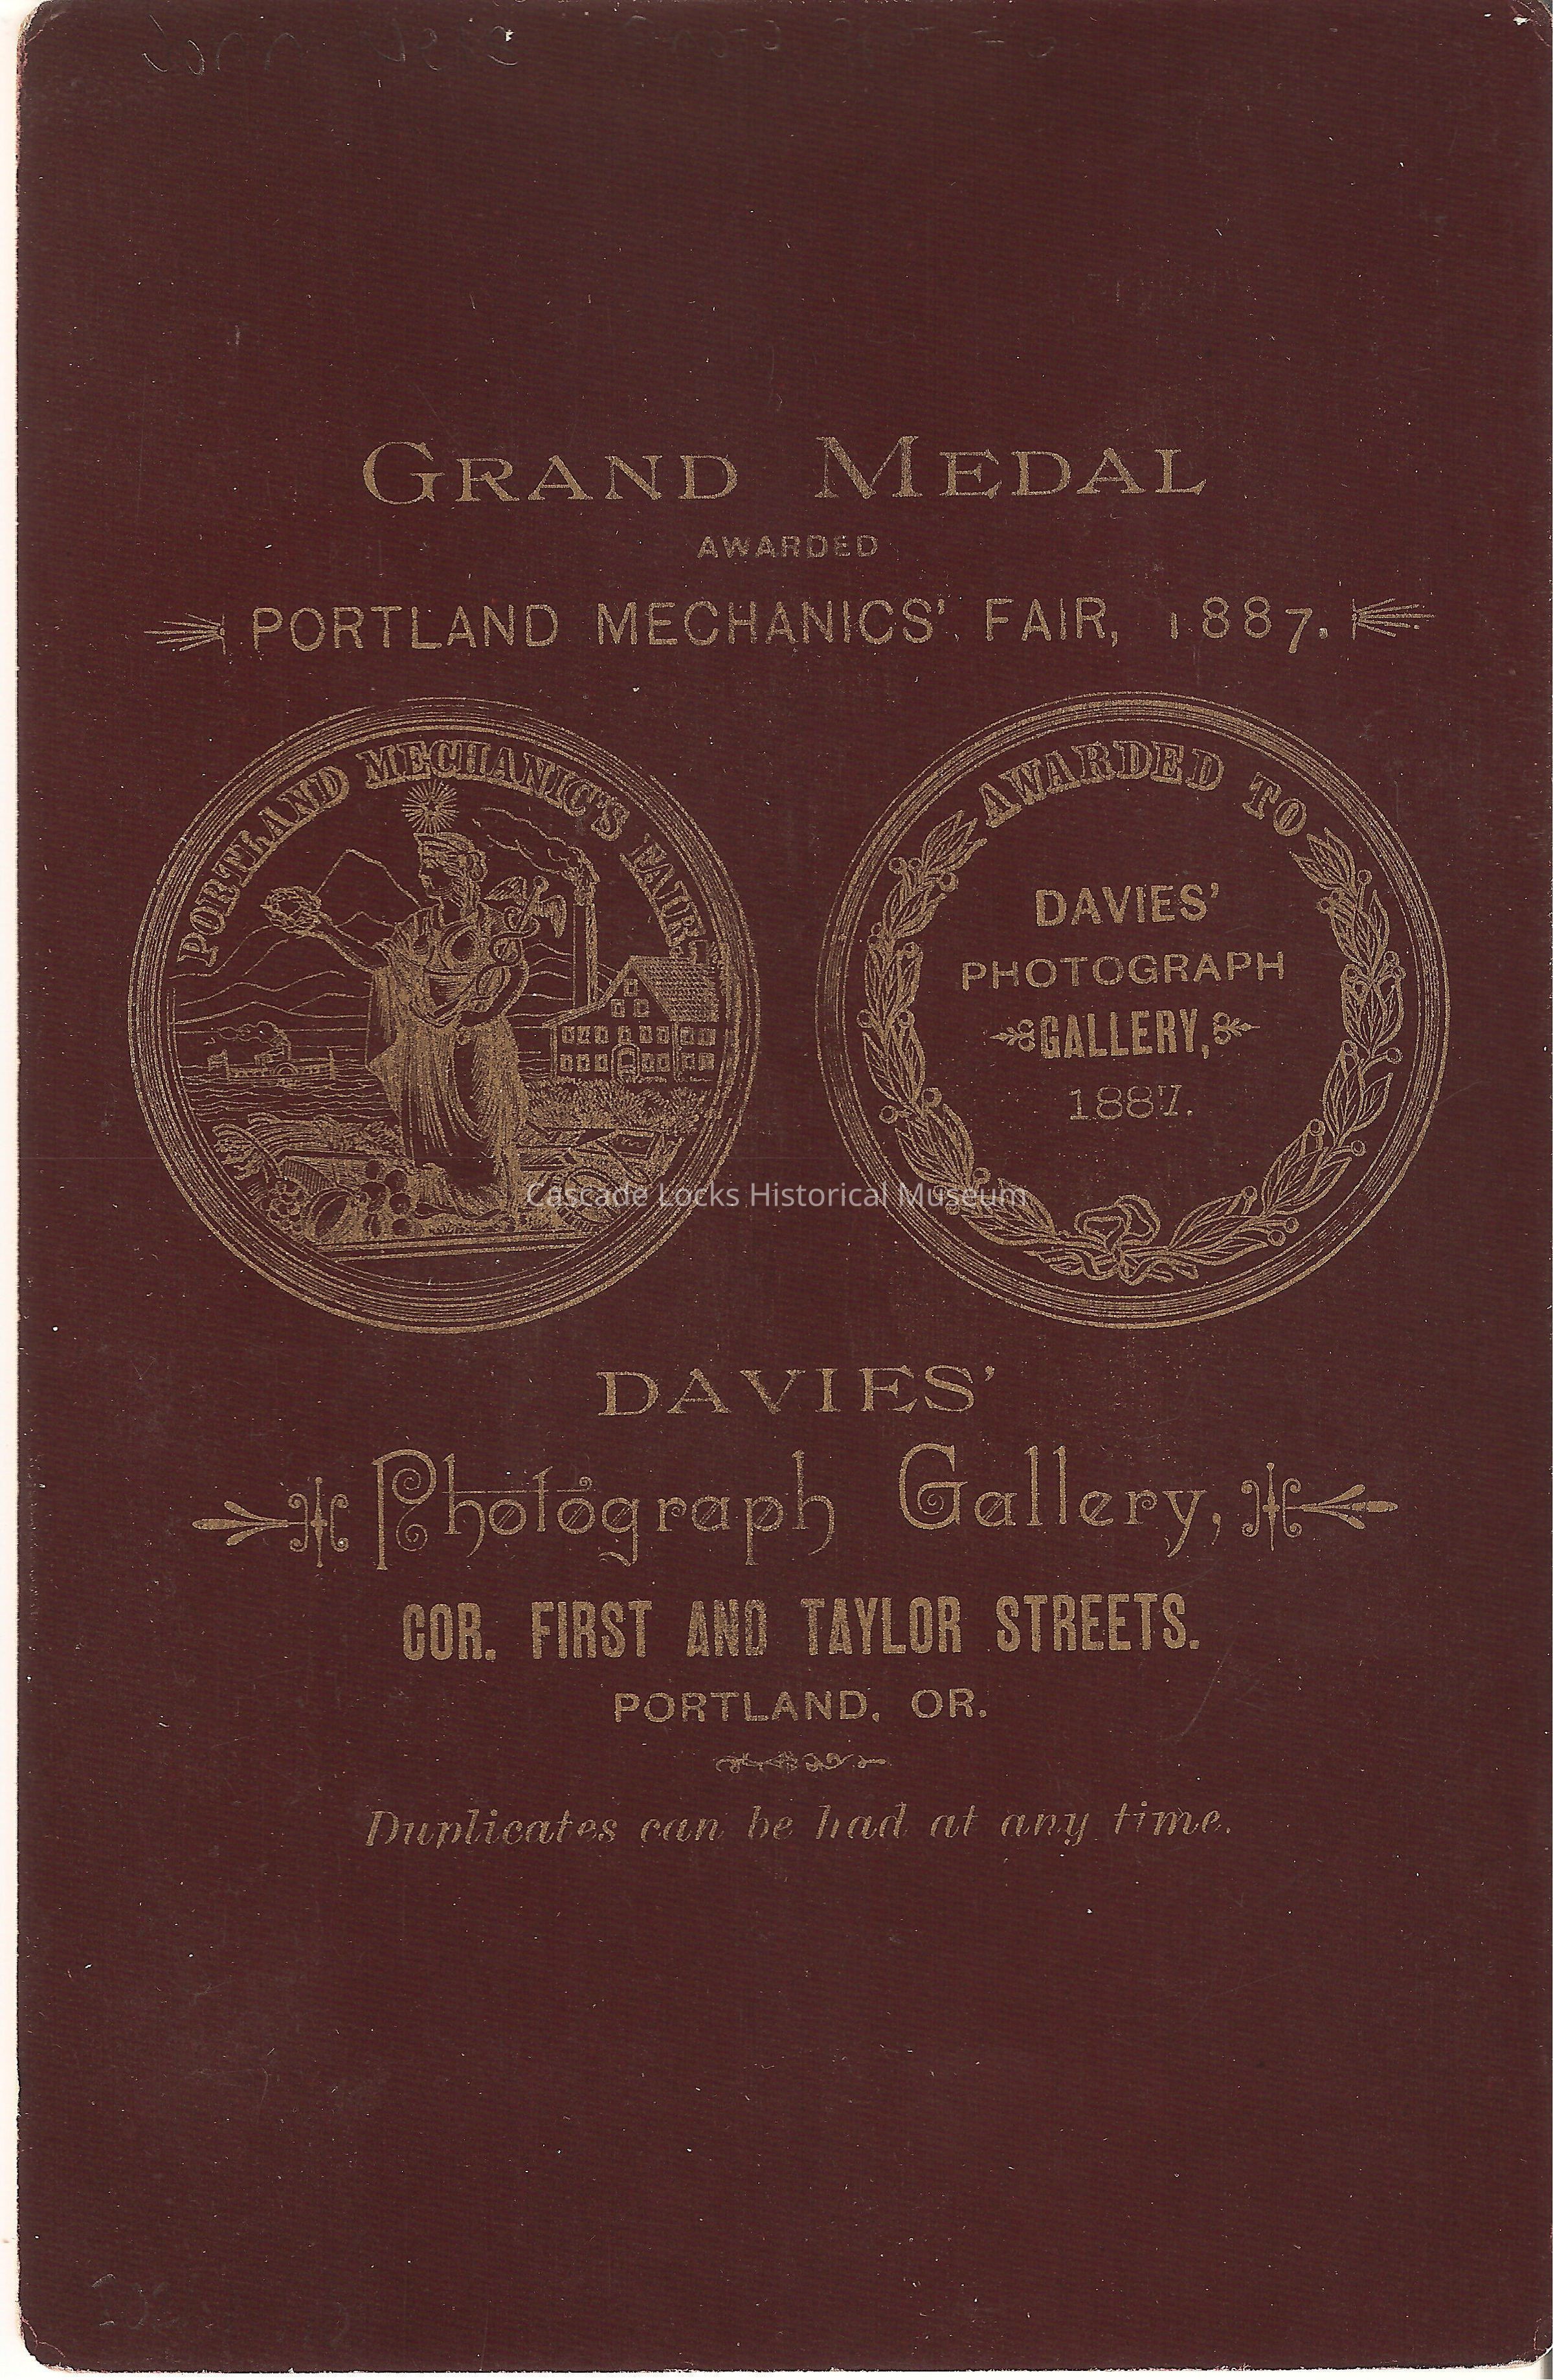 GRAND MEDAL
AWARDED
PORTLAND MECHANICS' FAIR, 1887.
PORTLAND MECHANIC'S FAIR
AWARDED TO
DAVIES'
PHOTOGRAPH
GALLERY,
1887.
Cascade Locks Historical Museum
DAVIES'
Photograph Gallery,
COR. FIRST AND TAYLOR STREETS.
PORTLAND, OR.
Duplicates can be had at any time.